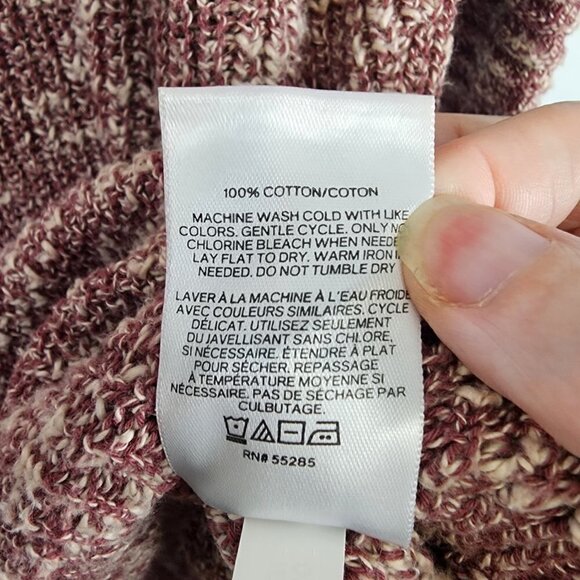 100% COTTON/COTON
MACHINE WASH COLD WITH LIKE
COLORS. GENTLE CYCLE. ONLY
CHLORINE BLEACH WHEN
LAY FLAT TO DRY. WARM IRON
NEEDED. DO NOT TUMBLE DRY
LAVER À LA MACHINE À L'EAU FROIDE
AVEC COULEURS SIMILAIRES. CYCLE
DÉLICAT. UTILISEZ SEULEMENT
DU JAVELLISANT SANS CHLORE,
SI NÉCESSAIRE. ÉTENDRE À PLAT
POUR SÉCHER. REPASSAGE
À TEMPÉRATURE MOYENNE SI
NÉCESSAIRE. PAS DE SÉCHAGE PAR
CULBUTAGE.
RN# 55285